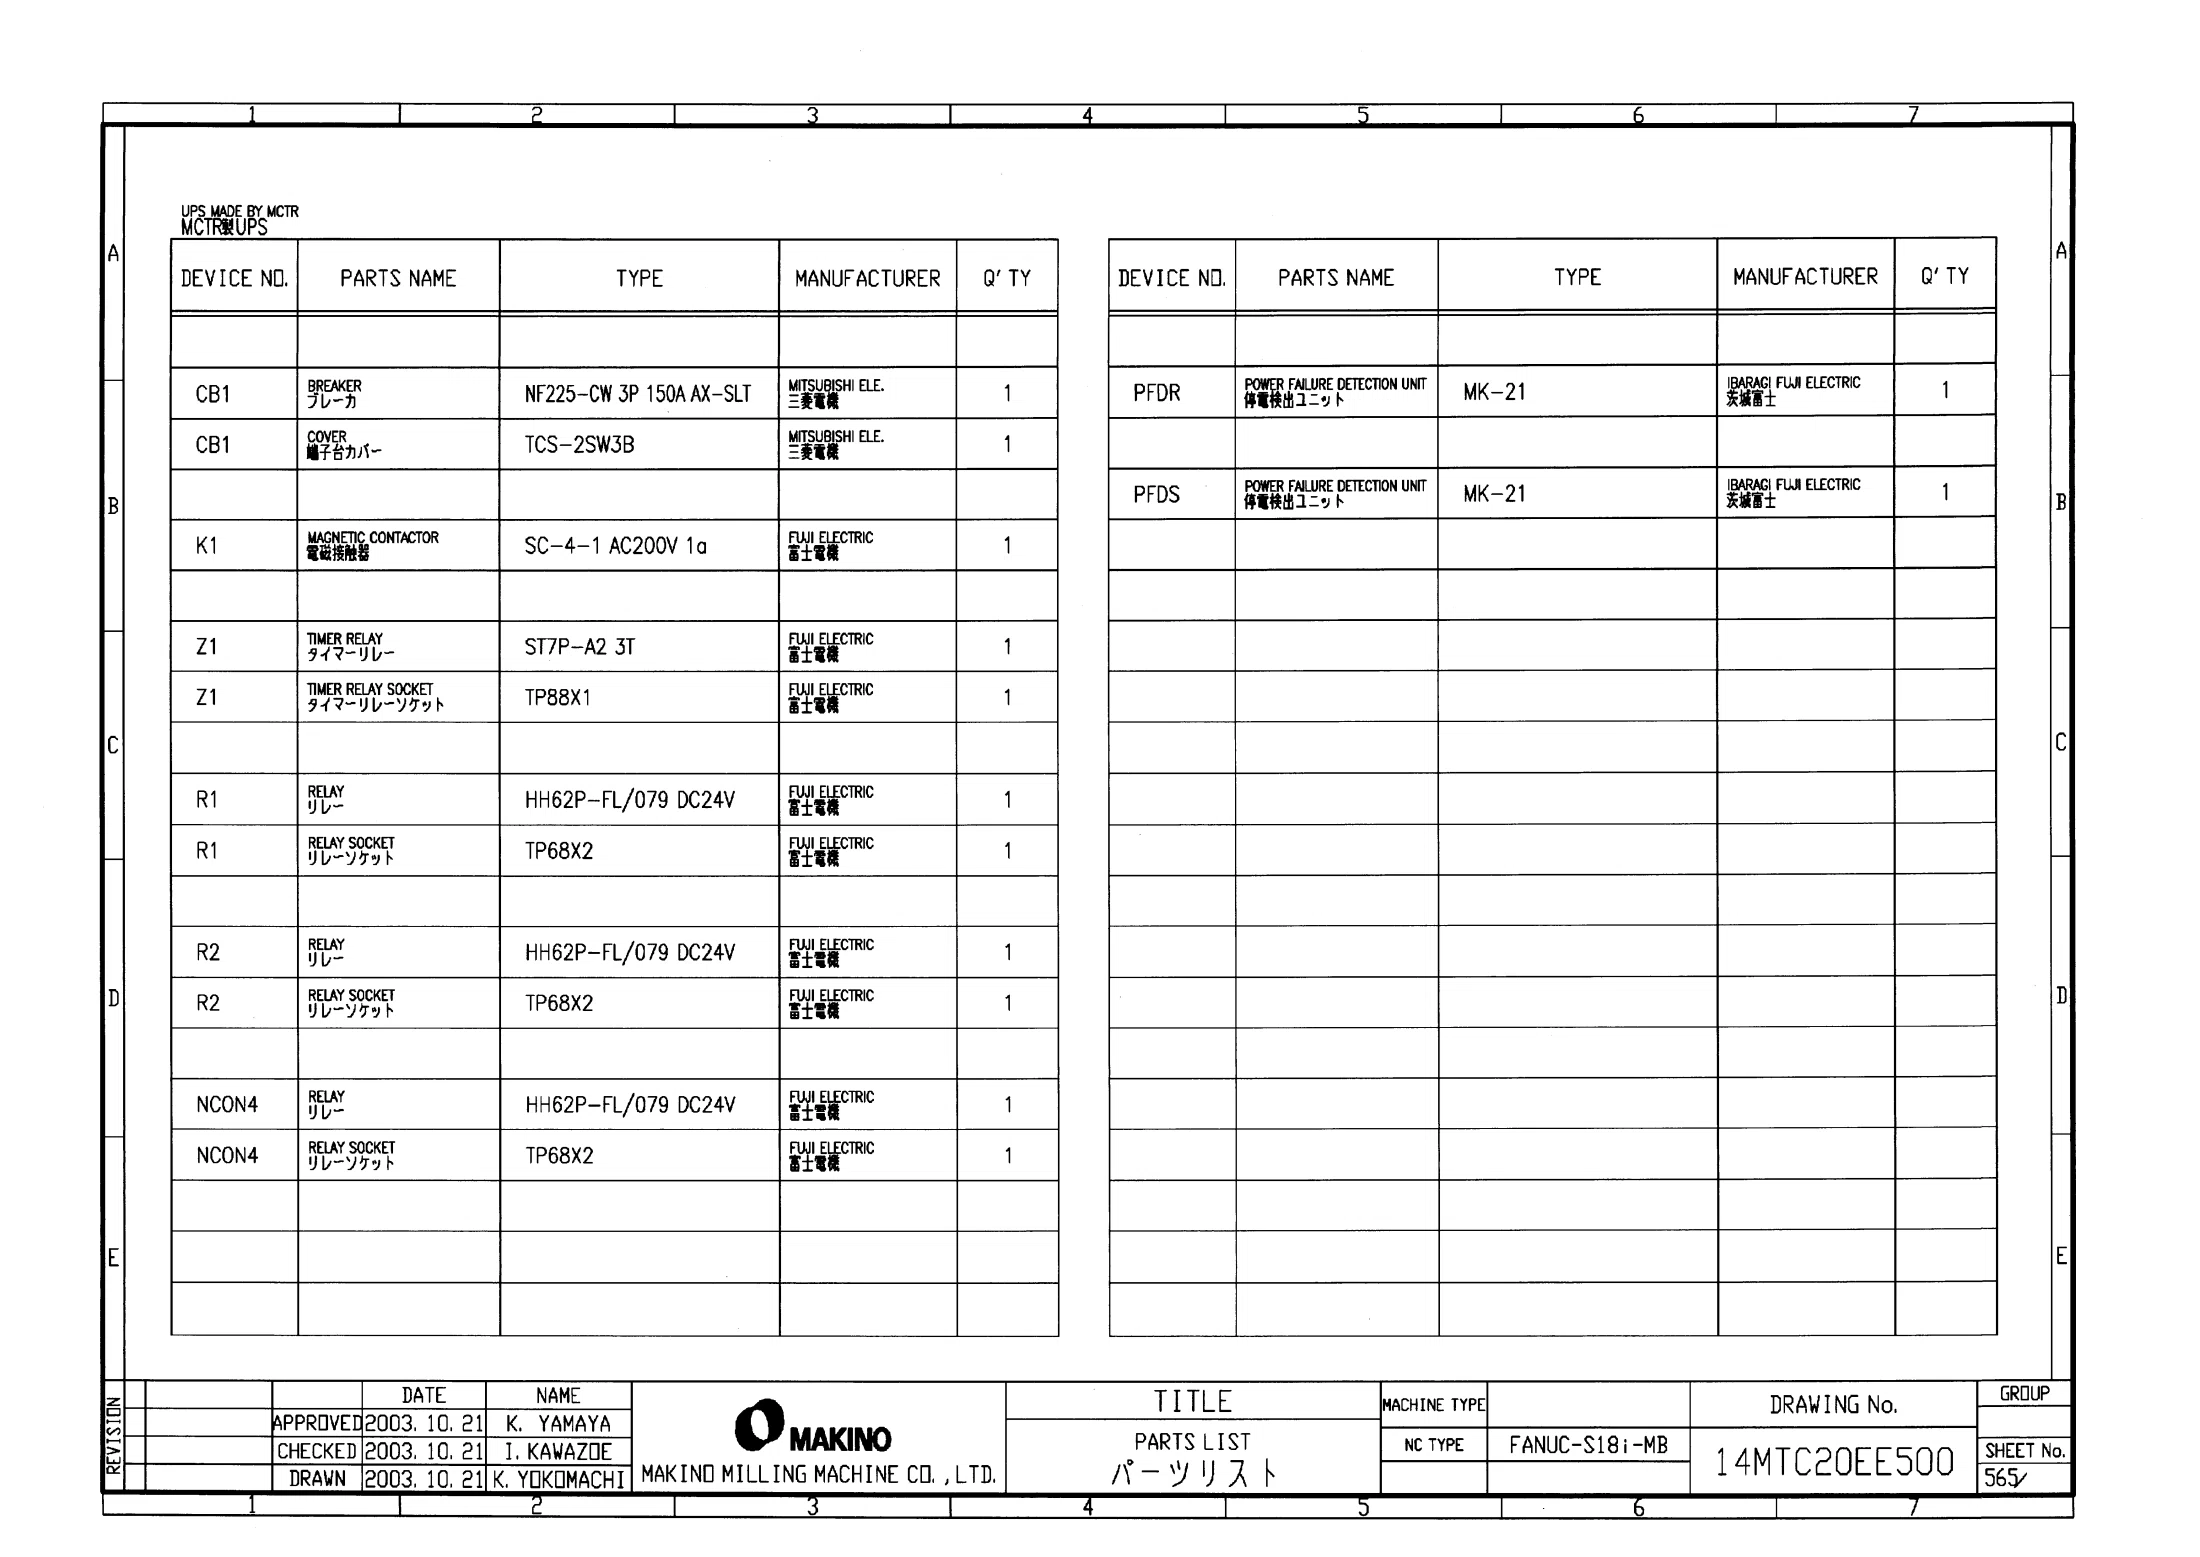 1 2 3 4 5 6 7
UPS MADE BY MCTR
MCTR製UPS
DEVICE NO. PARTS NAME TYPE MANUFACTURER Q'TY
CB1 BREAKER NF225-CW 3P 150A AX-SLT MITSUBISHI ELE. 1
ブレーカ 三菱電機
CB1 COVER TCS-2SW3B MITSUBISHI ELE. 1
端子台カバー 三菱電機
K1 MAGNETIC CONTACTOR SC-4-1 AC200V 1a FUJI ELECTRIC 1
電磁接触器 富士電機
Z1 TIMER RELAY ST7P-A2 3T FUJI ELECTRIC 1
タイマーリレー 富士電機
Z1 TIMER RELAY SOCKET TP88X1 FUJI ELECTRIC 1
タイマーリレーソケット 富士電機
R1 RELAY HH62P-FL/079 DC24V FUJI ELECTRIC 1
リレー 富士電機
R1 RELAY SOCKET TP68X2 FUJI ELECTRIC 1
リレーソケット 富士電機
R2 RELAY HH62P-FL/079 DC24V FUJI ELECTRIC 1
リレー 富士電機
R2 RELAY SOCKET TP68X2 FUJI ELECTRIC 1
リレーソケット 富士電機
NCON4 RELAY HH62P-FL/079 DC24V FUJI ELECTRIC 1
リレー 富士電機
NCON4 RELAY SOCKET TP68X2 FUJI ELECTRIC 1
リレーソケット 富士電機
DEVICE NO. PARTS NAME TYPE MANUFACTURER Q'TY
PFDR POWER FAILURE DETECTION UNIT MK-21 IBARAGI FUJI ELECTRIC 1
停電検出ユニット 茨城富士
PFDS POWER FAILURE DETECTION UNIT MK-21 IBARAGI FUJI ELECTRIC 1
停電検出ユニット 茨城富士
A
B
C
D
E
A
B
C
D
E
REVISION
DATE NAME
APPROVED 2003. 10. 21 K. YAMAYA
CHECKED 2003. 10. 21 I. KAWAZOE
DRAWN 2003. 10. 21 K. YOKOMACHI
MAKINO
MAKINO MILLING MACHINE CO.,LTD.
TITLE
PARTS LIST
パーツリスト
MACHINE TYPE
NC TYPE FANUC-S18i-MB
DRAWING No.
14MTC20EE500
GROUP
SHEET No.
565/
1 2 3 4 5 6 7